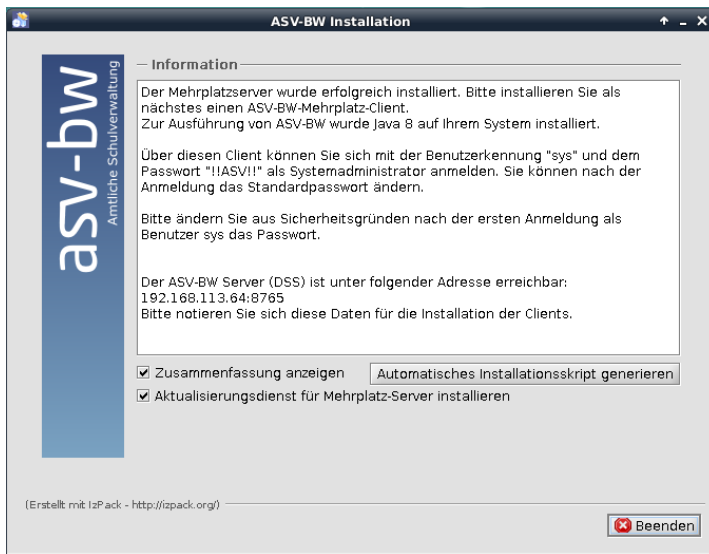 ASV-BW Installation
asv-bw
Amtliche Schulverwaltung
Information
Der Mehrplatzserver wurde erfolgreich installiert. Bitte installieren Sie als
nächstes einen ASV-BW-Mehrplatz-Client.
Zur Ausführung von ASV-BW wurde Java 8 auf Ihrem System installiert.
Über diesen Client können Sie sich mit der Benutzerkennung "sys" und dem
Passwort "!!ASV!!" als Systemadministrator anmelden. Sie können nach der
Anmeldung das Standardpasswort ändern.
Bitte ändern Sie aus Sicherheitsgründen nach der ersten Anmeldung als
Benutzer sys das Passwort.
Der ASV-BW Server (DSS) ist unter folgender Adresse erreichbar:
192.168.113.64:8765
Bitte notieren Sie sich diese Daten für die Installation der Clients.
Zusammenfassung anzeigen
Automatisches Installationsskript generieren
Aktualisierungsdienst für Mehrplatz-Server installieren
(Erstellt mit IzPack - http://izpack.org/)
Beenden